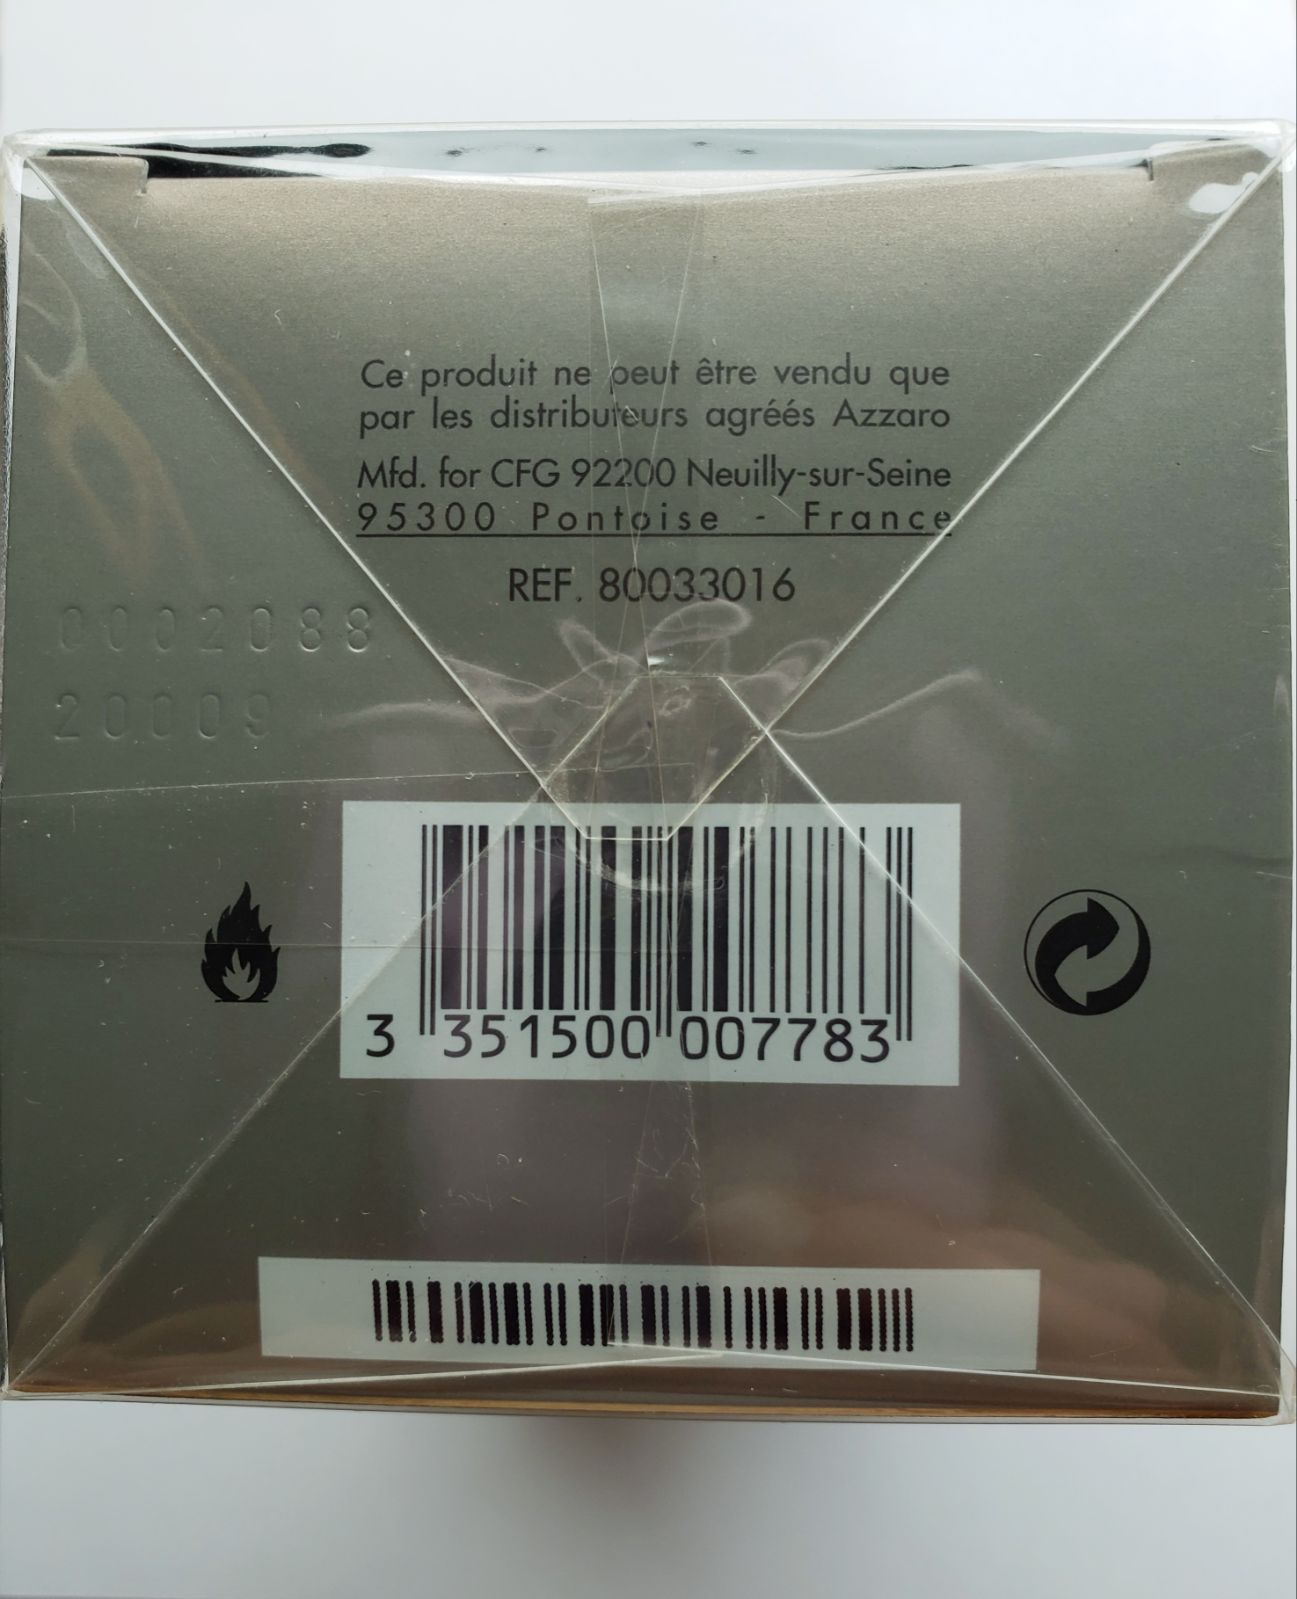 Ce produit ne peut être vendu que
par les distributeurs agréés Azzaro
Mfd. for CFG 92200 Neuilly-sur-Seine
95300 Pontoise - France
REF. 80033016
0002088
20009
3 351500 007783